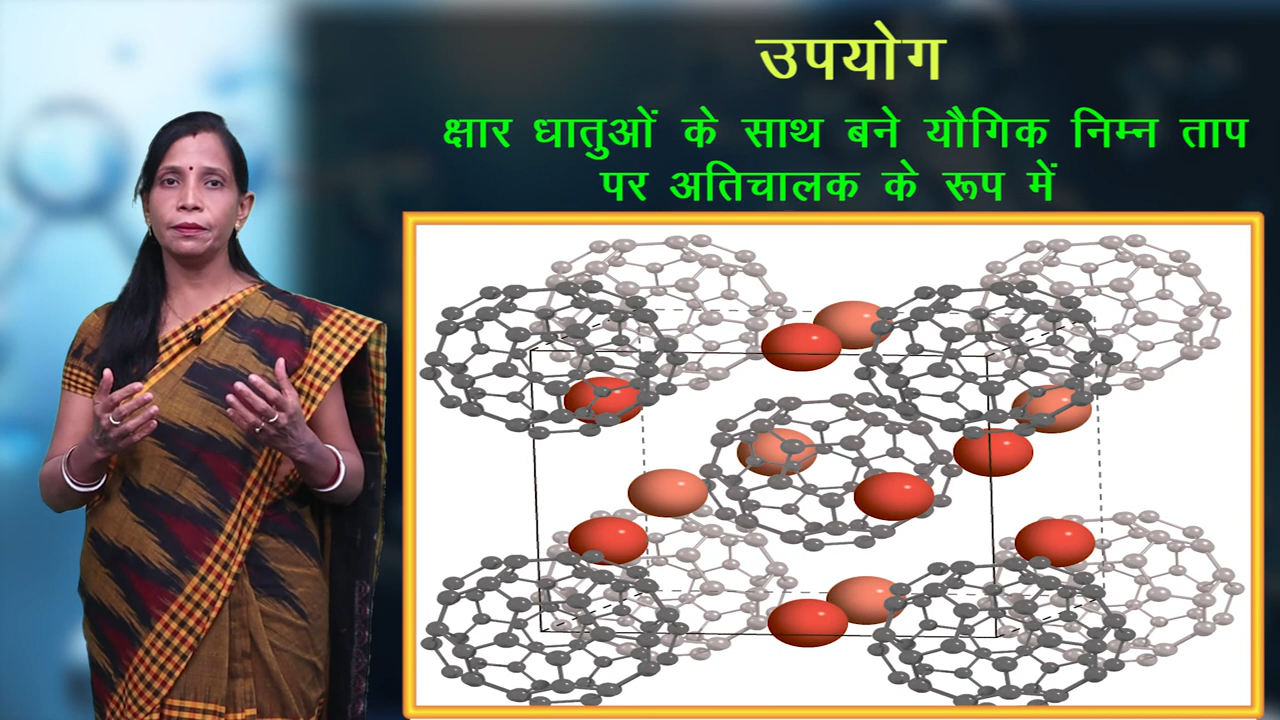 उपयोग
क्षार धातुओं के साथ बने यौगिक निम्न ताप
पर अतिचालक के रूप में